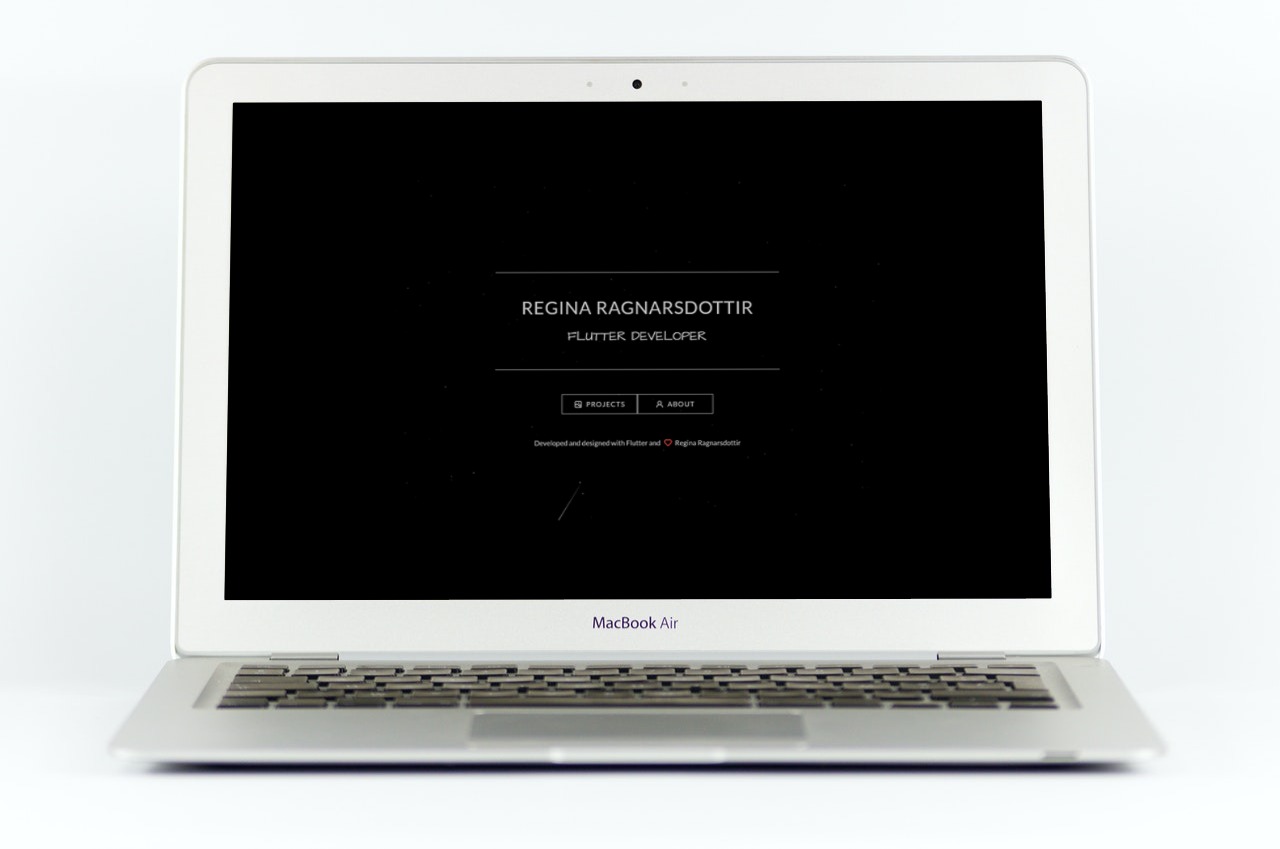 REGINA RAGNARSDOTTIR
FLUTTER DEVELOPER
PROJECTS ABOUT
Developed and designed with Flutter and Regina Ragnarsdottir
MacBook Air